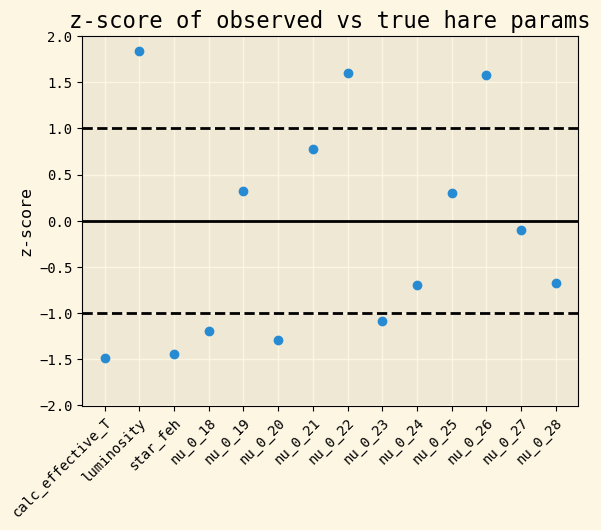 z-score of observed vs true hare params
z-score
2.0
1.5
1.0
0.5
0.0
−0.5
−1.0
−1.5
−2.0
calc_effective_T
luminosity
star_feh
nu_0_18
nu_0_19
nu_0_20
nu_0_21
nu_0_22
nu_0_23
nu_0_24
nu_0_25
nu_0_26
nu_0_27
nu_0_28